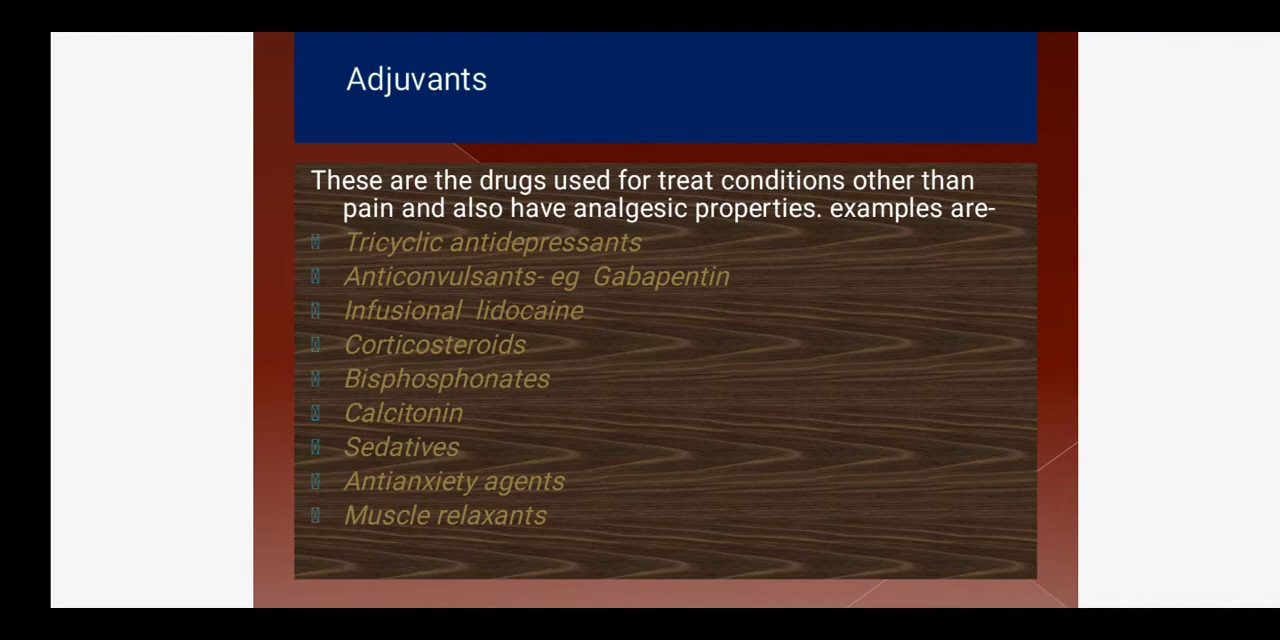 Adjuvants
These are the drugs used for treat conditions other than
pain and also have analgesic properties. examples are-
Tricyclic antidepressants
Anticonvulsants- eg Gabapentin
Infusional lidocaine
Corticosteroids
Bisphosphonates
Calcitonin
Sedatives
Antianxiety agents
Muscle relaxants